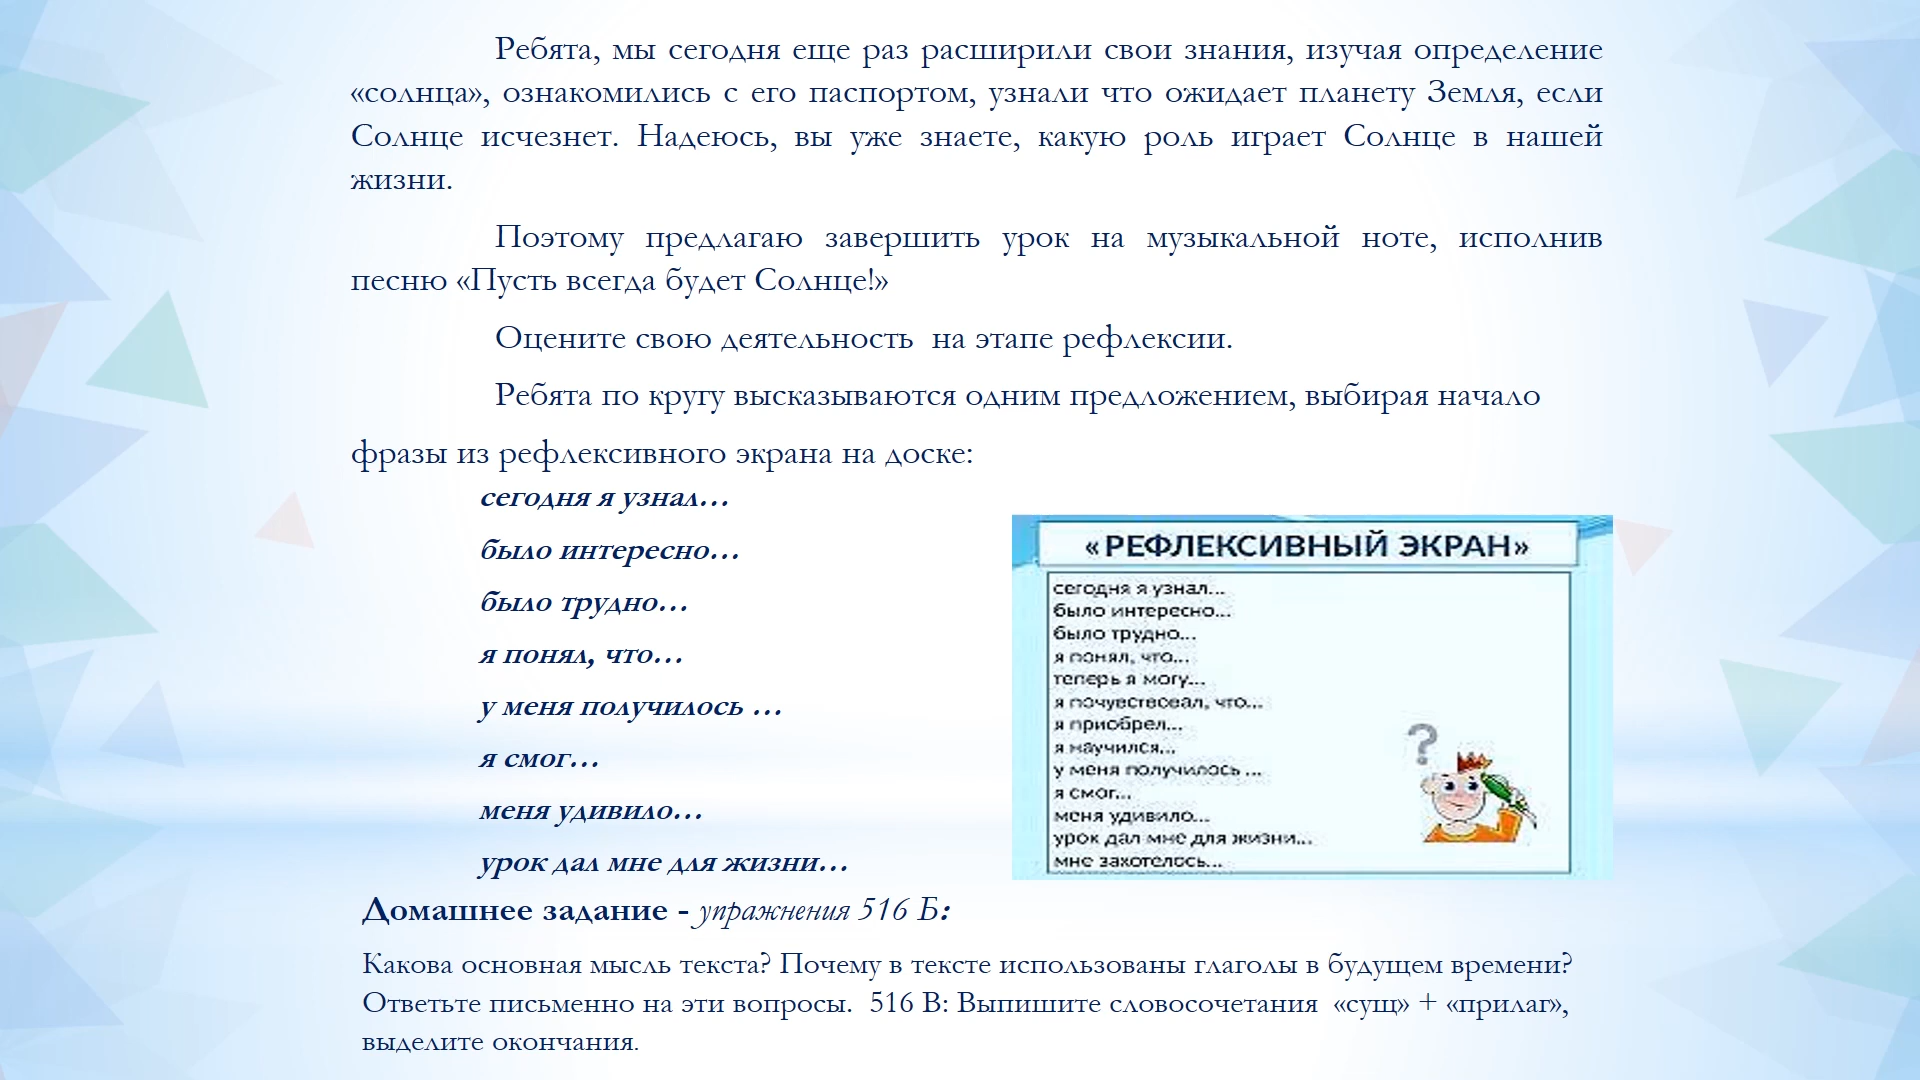 Ребята, мы сегодня еще раз расширили свои знания, изучая определение
«солнца», ознакомились с его паспортом, узнали что ожидает планету Земля, если
Солнце исчезнет. Надеюсь, вы уже знаете, какую роль играет Солнце в нашей
жизни.
Поэтому предлагаю завершить урок на музыкальной ноте, исполнив
песню «Пусть всегда будет Солнце!»
Оцените свою деятельность на этапе рефлексии.
Ребята по кругу высказываются одним предложением, выбирая начало
фразы из рефлексивного экрана на доске:
сегодня я узнал…
было интересно…
было трудно…
я понял, что…
у меня получилось …
я смог…
меня удивило…
урок дал мне для жизни…
«РЕФЛЕКСИВНЫЙ ЭКРАН»
сегодня я узнал...
было интересно...
было трудно...
я понял, что...
теперь я могу...
я почувствовал, что...
я приобрел...
я научился...
у меня получилось ...
я смог...
меня удивило...
урок дал мне для жизни...
мне захотелось...
?
Домашнее задание - упражнения 516 Б:
Какова основная мысль текста? Почему в тексте использованы глаголы в будущем времени?
Ответьте письменно на эти вопросы. 516 В: Выпишите словосочетания «сущ» + «прилаг»,
выделите окончания.